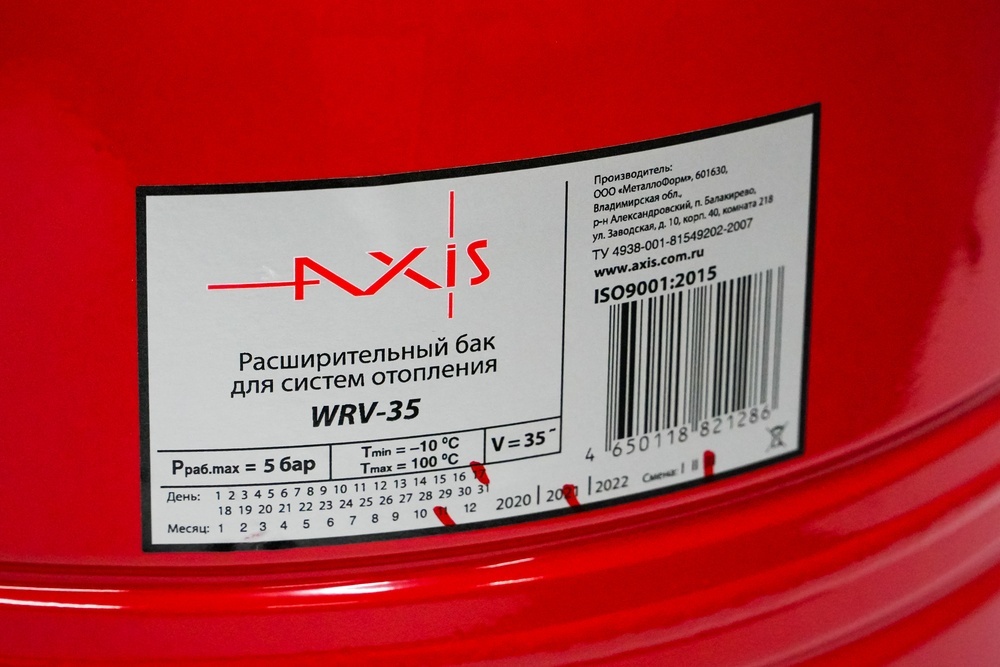 AXIS
Расширительный бак
для систем отопления
WRV-35
Pраб.max = 5 бар
Tmin = –10 ºC
Tmax = 100 ºC
V = 35
День: 1 2 3 4 5 6 7 8 9 10 11 12 13 14 15 16
18 19 20 21 22 23 24 25 26 27 28 29 30 31
Месяц: 1 2 3 4 5 6 7 8 9 10 12
2020 | 2021 | 2022
Смена: I II
Производитель:
ООО «МеталлоФорм», 601630,
Владимирская обл.,
р-н Александровский, п. Балакирево,
ул. Заводская, д. 10, корп. 40, комната 218
ТУ 4938-001-81549202-2007
www.axis.com.ru
ISO9001:2015
4 650118 821286